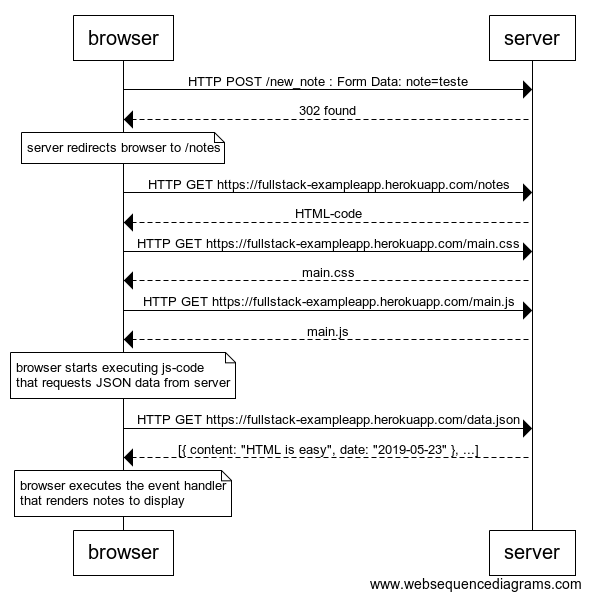 browser
server
HTTP POST /new_note : Form Data: note=teste
302 found
server redirects browser to /notes
HTTP GET https://fullstack-exampleapp.herokuapp.com/notes
HTML-code
HTTP GET https://fullstack-exampleapp.herokuapp.com/main.css
main.css
HTTP GET https://fullstack-exampleapp.herokuapp.com/main.js
main.js
browser starts executing js-code
that requests JSON data from server
HTTP GET https://fullstack-exampleapp.herokuapp.com/data.json
[{ content: "HTML is easy", date: "2019-05-23" }, ...]
browser executes the event handler
that renders notes to display
browser
server
www.websequencediagrams.com